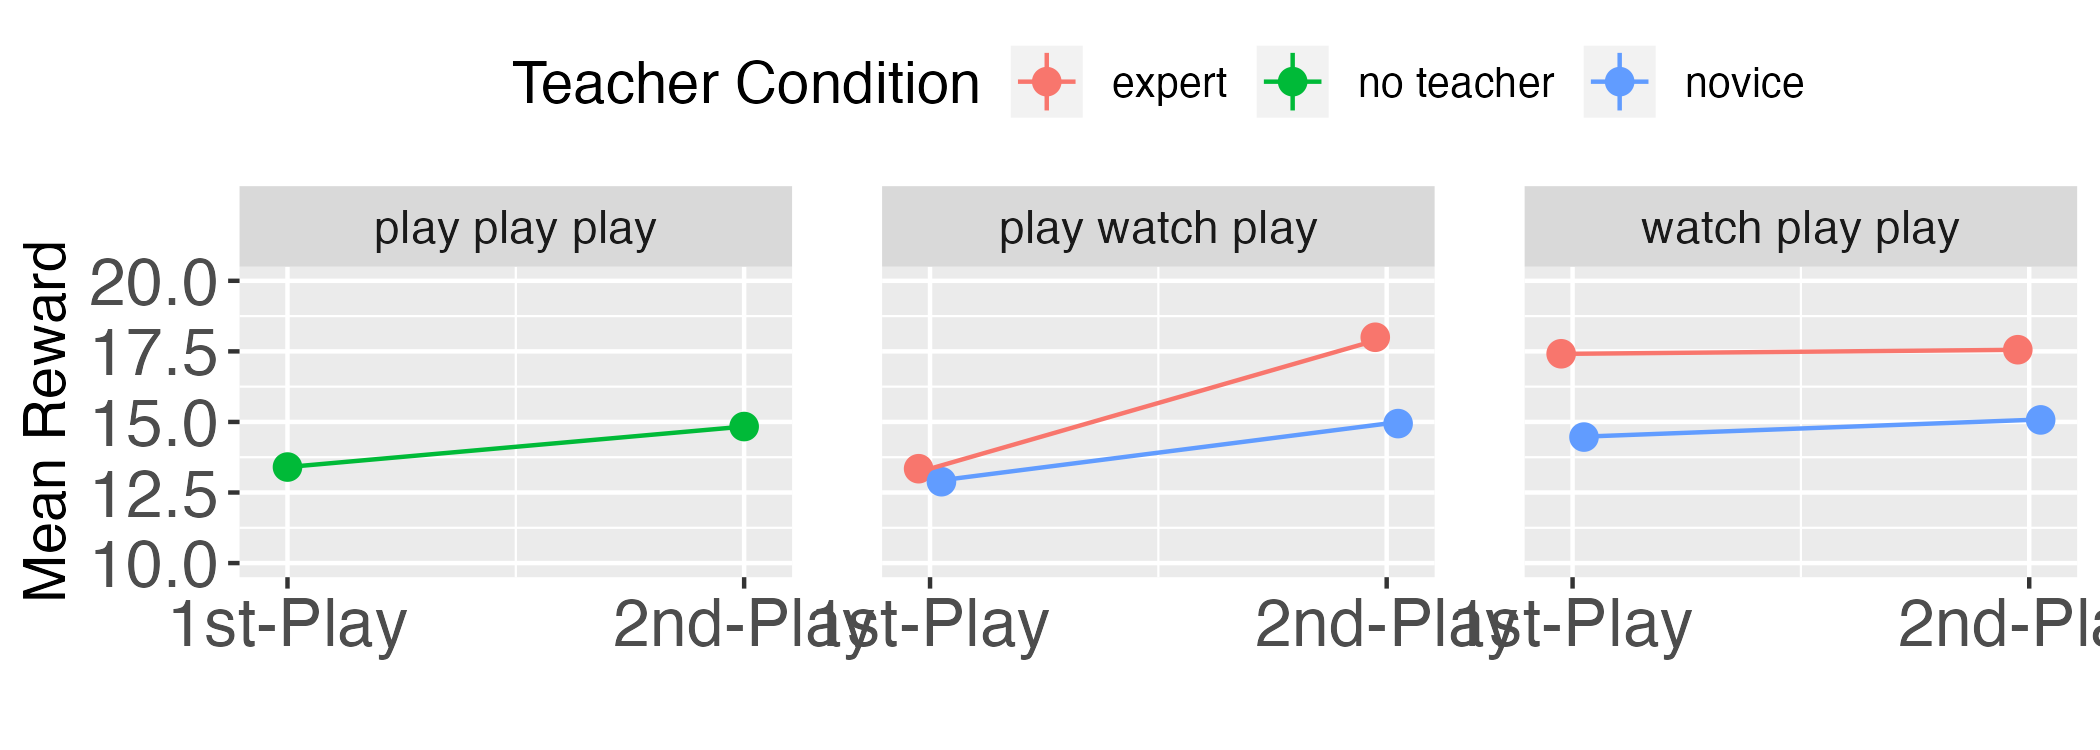 Teacher Condition expert no teacher novice
play play play play watch play watch play play
Mean Reward
20.0
17.5
15.0
12.5
10.0
1st-Play 2nd-Play 1st-Play 2nd-Play 1st-Play 2nd-Pla